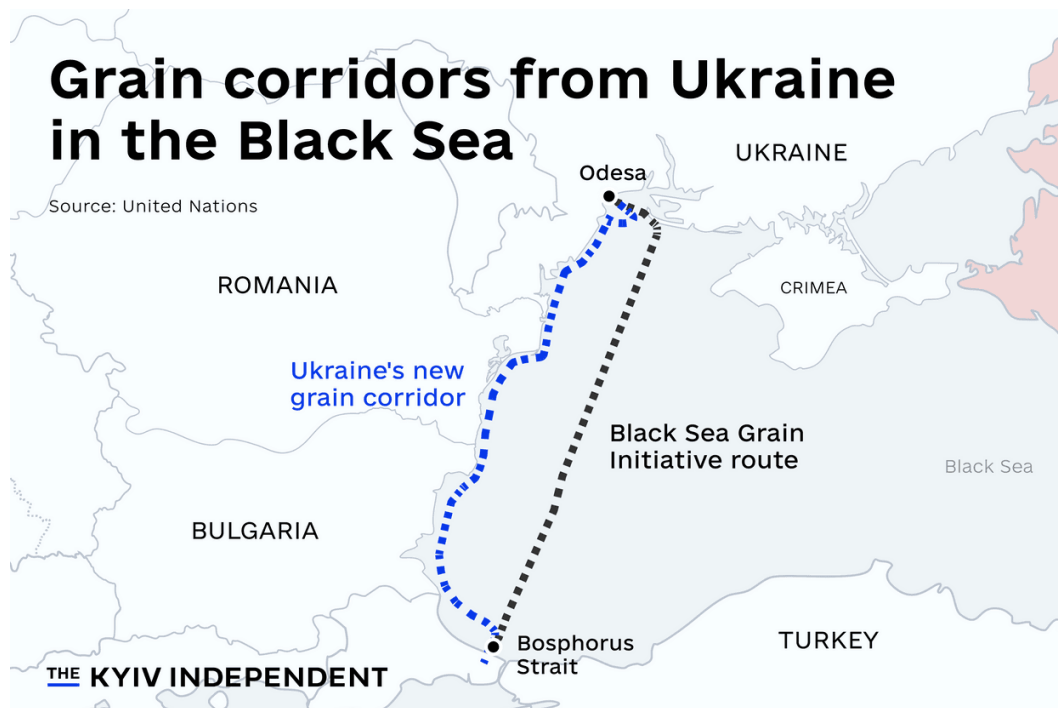 Grain corridors from Ukraine
in the Black Sea
Source: United Nations
Odesa
UKRAINE
ROMANIA
CRIMEA
Ukraine's new
grain corridor
Black Sea Grain
Initiative route
Black Sea
BULGARIA
Bosphorus
Strait
TURKEY
THE KYIV INDEPENDENT